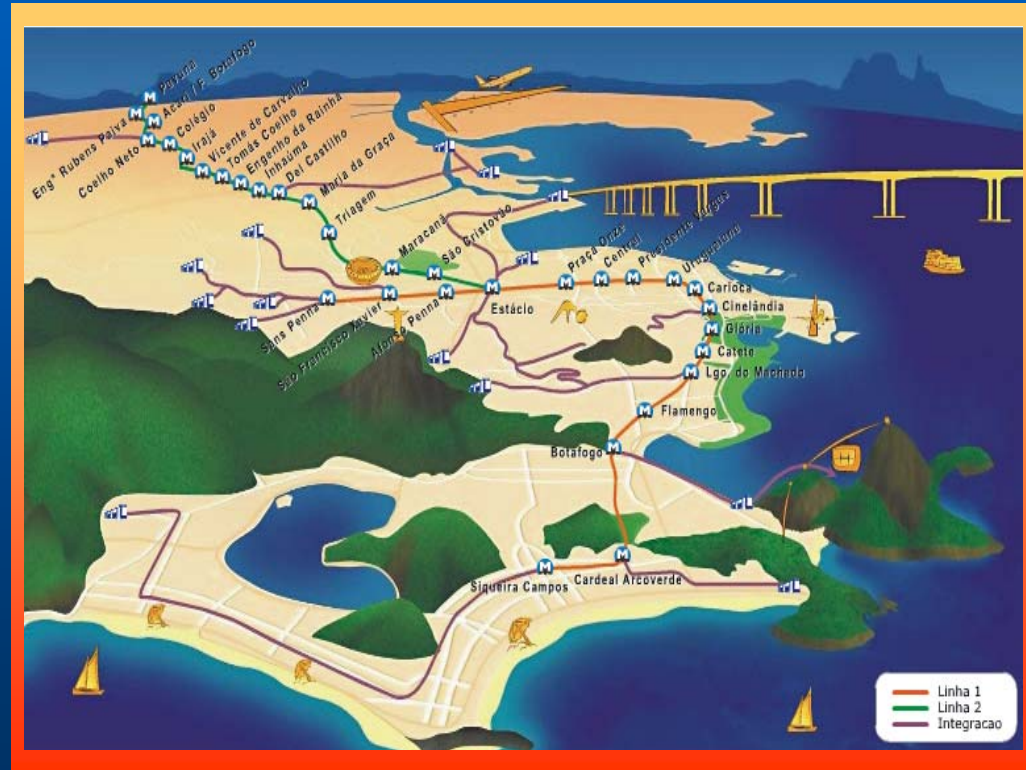 Pavuna
Acari / F. Botafogo
Engª Rubens Paiva
Coelho Neto
Colégio
Irajá
Vicente de Carvalho
Tomás Coelho
Engenho da Rainha
Inhaúma
Del Castilho
Maria da Graça
Triagem
Maracanã
São Cristovão
Sans Penna
São Francisco Xavier
Afonso Penna
Estácio
Praça Onze
Central
Presidente Vargas
Uruguaiana
Carioca
Cinelândia
Glória
Catete
Lgo. do Machado
Flamengo
Botafogo
Cardeal Arcoverde
Siqueira Campos
H
Linha 1
Linha 2
Integracao